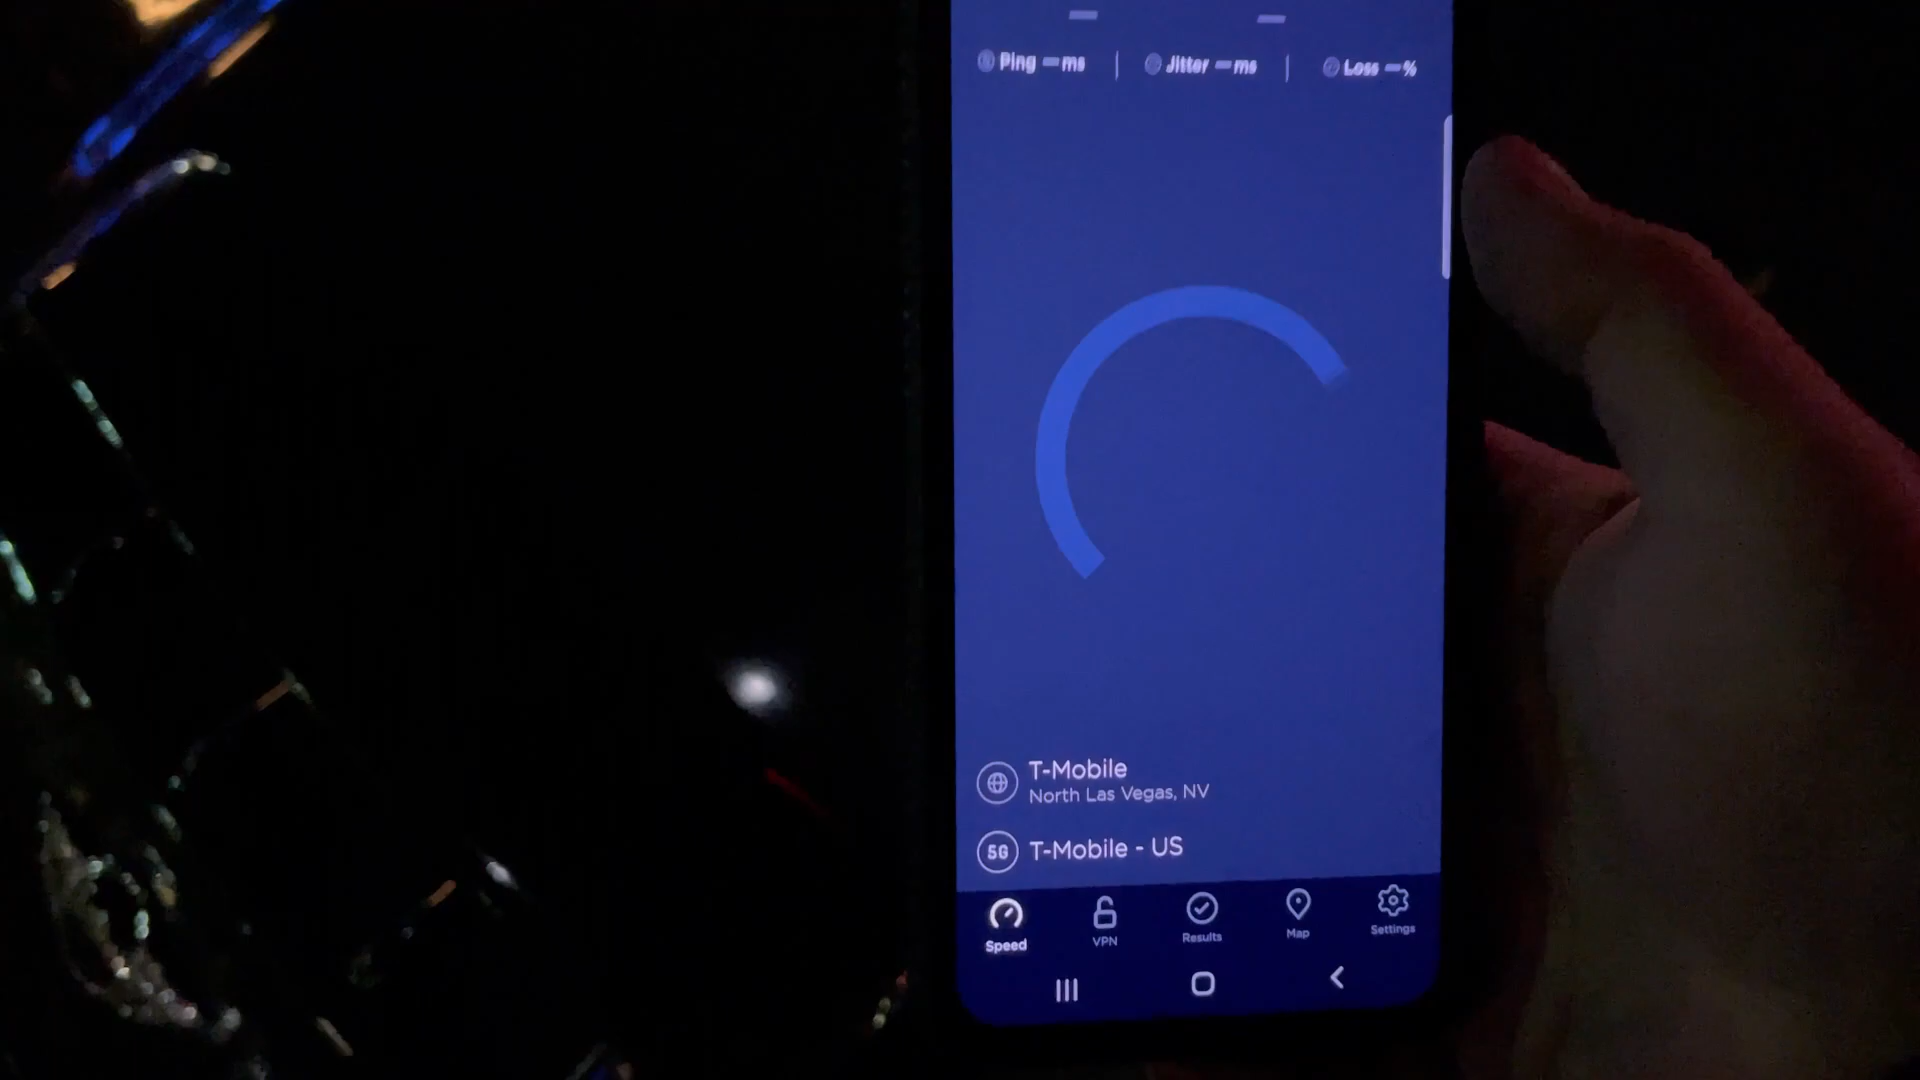 Ping — ms | Jitter — ms | Loss — %
T-Mobile
North Las Vegas, NV
5G T-Mobile - US
Speed VPN Results Map Settings